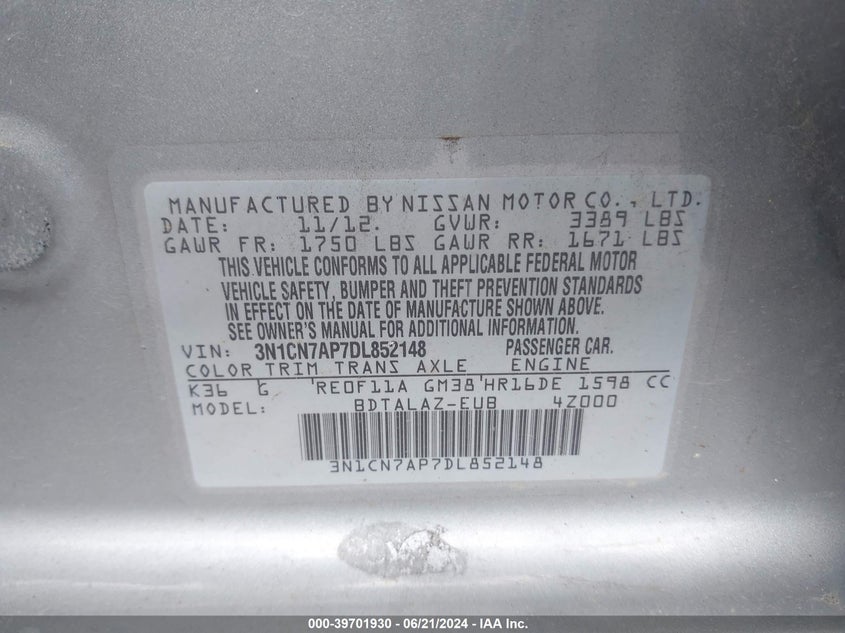 MANUFACTURED BY NISSAN MOTOR CO., LTD.
DATE: 11/12. GVWR: 3389 LBS
GAWR FR: 1750 LBS GAWR RR: 1671 LBS
THIS VEHICLE CONFORMS TO ALL APPLICABLE FEDERAL MOTOR
VEHICLE SAFETY, BUMPER AND THEFT PREVENTION STANDARDS
IN EFFECT ON THE DATE OF MANUFACTURE SHOWN ABOVE.
SEE OWNER'S MANUAL FOR ADDITIONAL INFORMATION.
VIN: 3N1CN7AP7DL852148 PASSENGER CAR.
COLOR TRIM TRANS AXLE ENGINE
K36 G RE0F11A GM38 HR16DE 1598 CC
MODEL: BDTALAZ-EUB 4Z000
3N1CN7AP7DL852148
000-39701930 - 06/21/2024 - IAA Inc.